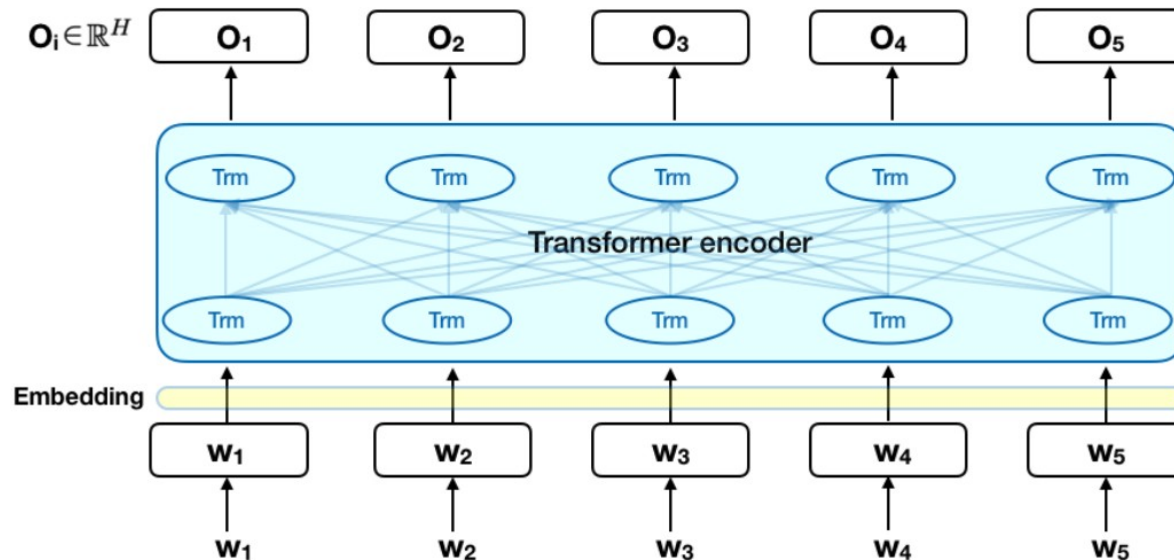 Oᵢ∈ℝᴴ O₁ O₂ O₃ O₄ O₅
Trm Trm Trm Trm Trm
Transformer encoder
Trm Trm Trm Trm Trm
Embedding
w₁ w₂ w₃ w₄ w₅
w₁ w₂ w₃ w₄ w₅